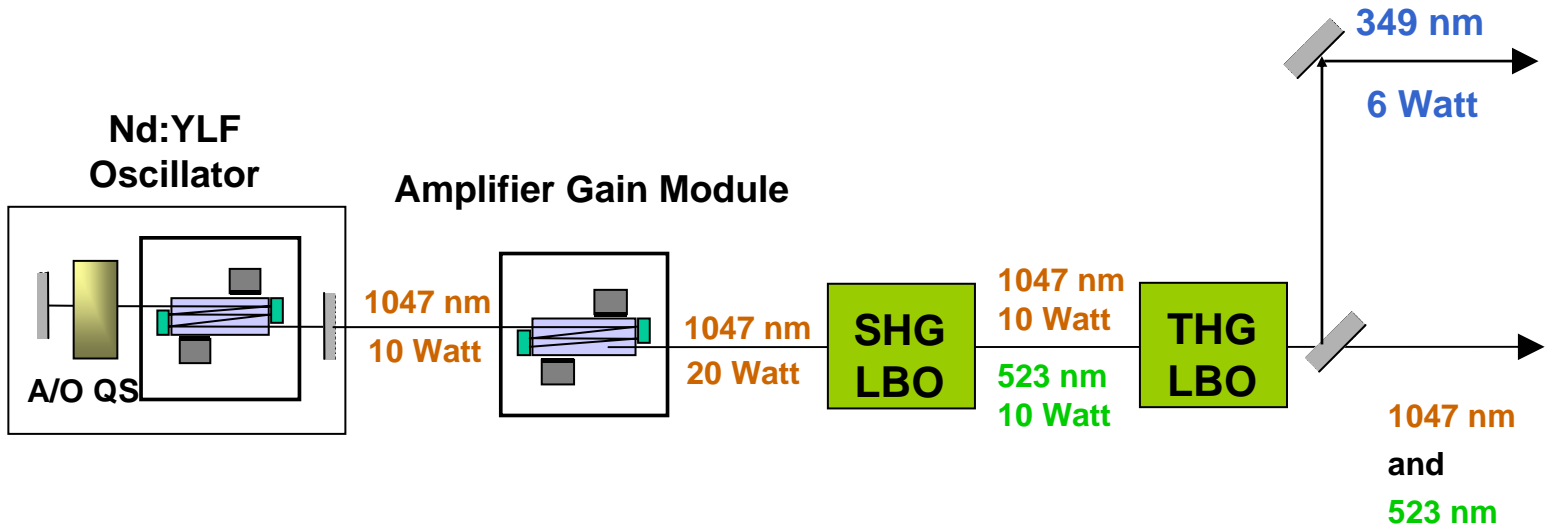 Nd:YLF
Oscillator
A/O QS
1047 nm
10 Watt
Amplifier Gain Module
1047 nm
20 Watt
SHG
LBO
1047 nm
10 Watt
523 nm
10 Watt
THG
LBO
349 nm
6 Watt
1047 nm
and
523 nm